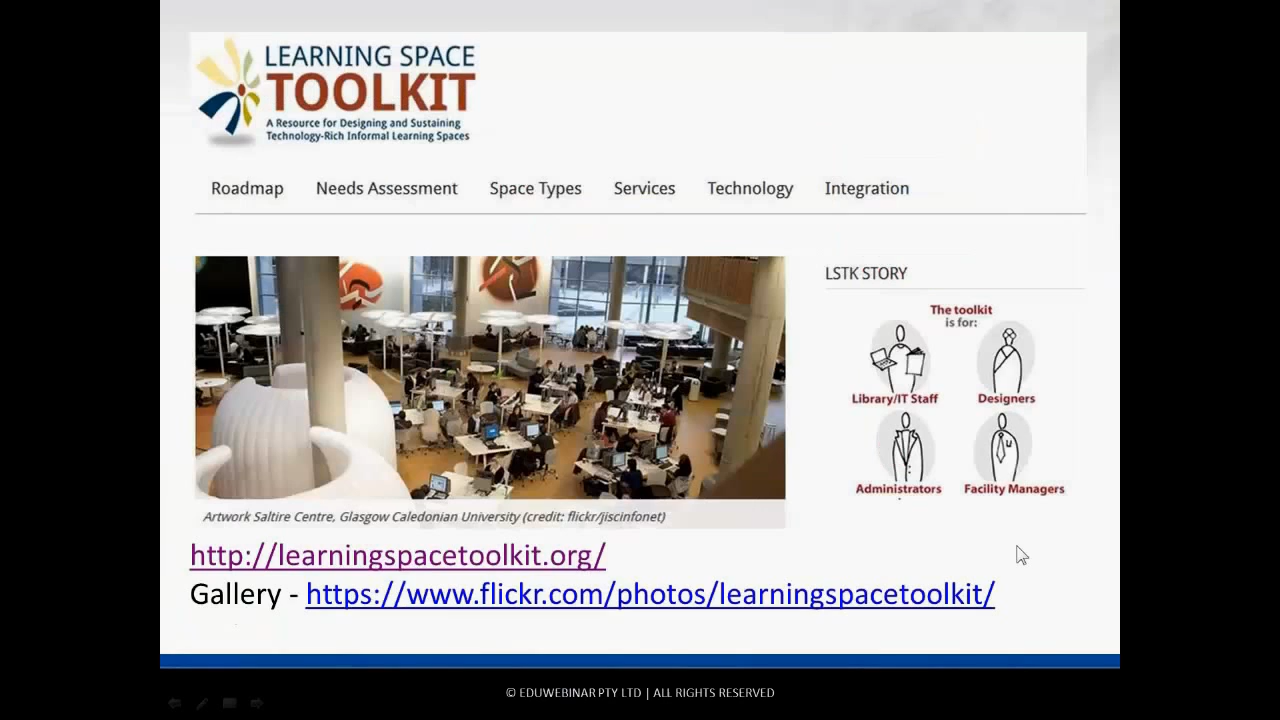 LEARNING SPACE
TOOLKIT
A Resource for Designing and Sustaining
Technology-Rich Informal Learning Spaces
Roadmap Needs Assessment Space Types Services Technology Integration
LSTK STORY
The toolkit
is for:
Library/IT Staff Designers
Administrators Facility Managers
Artwork Saltire Centre, Glasgow Caledonian University (credit: flickr/jiscinfonet)
http://learningspacetoolkit.org/
Gallery - https://www.flickr.com/photos/learningspacetoolkit/
© EDUWEBINAR PTY LTD | ALL RIGHTS RESERVED